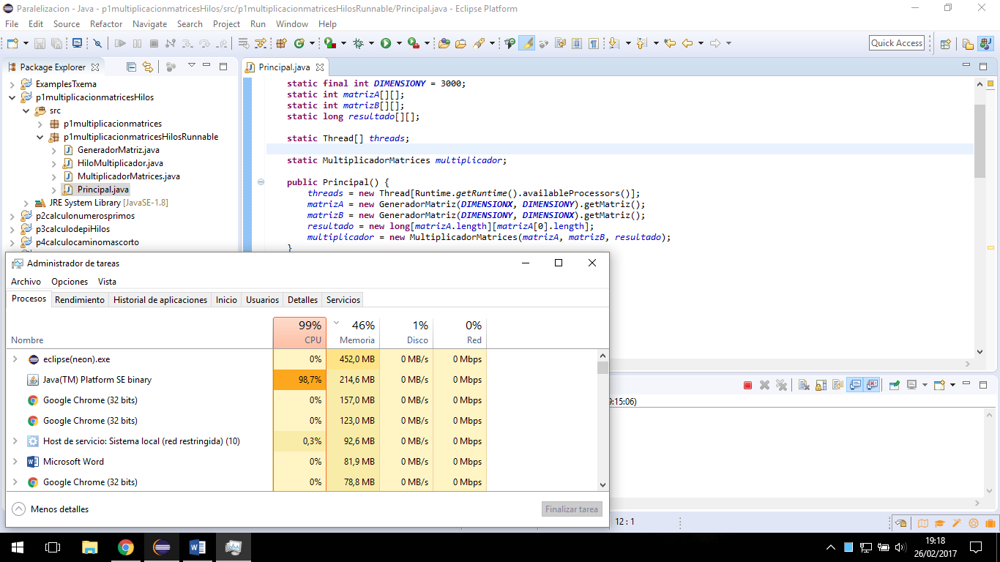 Paralelizacion - Java - p1multiplicacionmatricesHilos/src/p1multiplicacionmatricesHilosRunnable/Principal.java - Eclipse Platform
File Edit Source Refactor Navigate Search Project Run Window Help
Quick Access
Package Explorer
ExamplesTxema
p1multiplicacionmatricesHilos
src
p1multiplicacionmatrices
p1multiplicacionmatricesHilosRunnable
GeneradorMatriz.java
HiloMultiplicador.java
MultiplicadorMatrices.java
Principal.java
JRE System Library [JavaSE-1.8]
p2calculonumerosprimos
p3calculodepiHilos
p4calculocaminomascorto
Principal.java
static final int DIMENSIONY = 3000;
static int matrizA[][];
static int matrizB[][];
static long resultado[][];
static Thread[] threads;
static MultiplicadorMatrices multiplicador;
public Principal() {
threads = new Thread[Runtime.getRuntime().availableProcessors()];
matrizA = new GeneradorMatriz(DIMENSIONX, DIMENSIONY).getMatriz();
matrizB = new GeneradorMatriz(DIMENSIONY, DIMENSIONX).getMatriz();
resultado = new long[matrizA.length][matrizA[0].length];
multiplicador = new MultiplicadorMatrices(matrizA, matrizB, resultado);
}
Administrador de tareas
Archivo Opciones Vista
Procesos Rendimiento Historial de aplicaciones Inicio Usuarios Detalles Servicios
99% 46% 1% 0%
Nombre CPU Memoria Disco Red
eclipse(neon).exe 0% 452,0 MB 0 MB/s 0 Mbps
Java(TM) Platform SE binary 98,7% 214,6 MB 0 MB/s 0 Mbps
Google Chrome (32 bits) 0% 157,0 MB 0 MB/s 0 Mbps
Google Chrome (32 bits) 0% 123,0 MB 0 MB/s 0 Mbps
Host de servicio: Sistema local (red restringida) (10) 0,3% 92,6 MB 0 MB/s 0 Mbps
Microsoft Word 0% 81,9 MB 0 MB/s 0 Mbps
Google Chrome (32 bits) 0% 78,8 MB 0 MB/s 0 Mbps
Menos detalles
Finalizar tarea
9:15:06)
12 : 1
19:18
26/02/2017